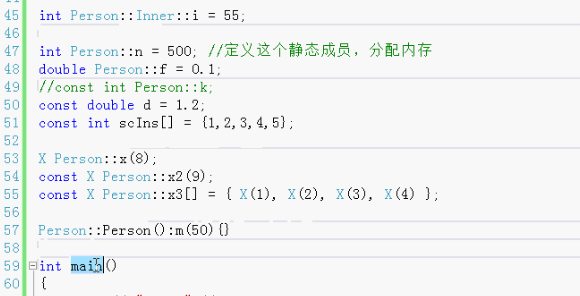 45 int Person::Inner::i = 55;
46
47 int Person::n = 500; //定义这个静态成员，分配内存
48 double Person::f = 0.1;
49 //const int Person::k;
50 const double d = 1.2;
51 const int scIns[] = {1,2,3,4,5};
52
53 X Person::x(8);
54 const X Person::x2(9);
55 const X Person::x3[] = { X(1), X(2), X(3), X(4) };
56
57 Person::Person():m(50){}
58
59 int main()
60 {